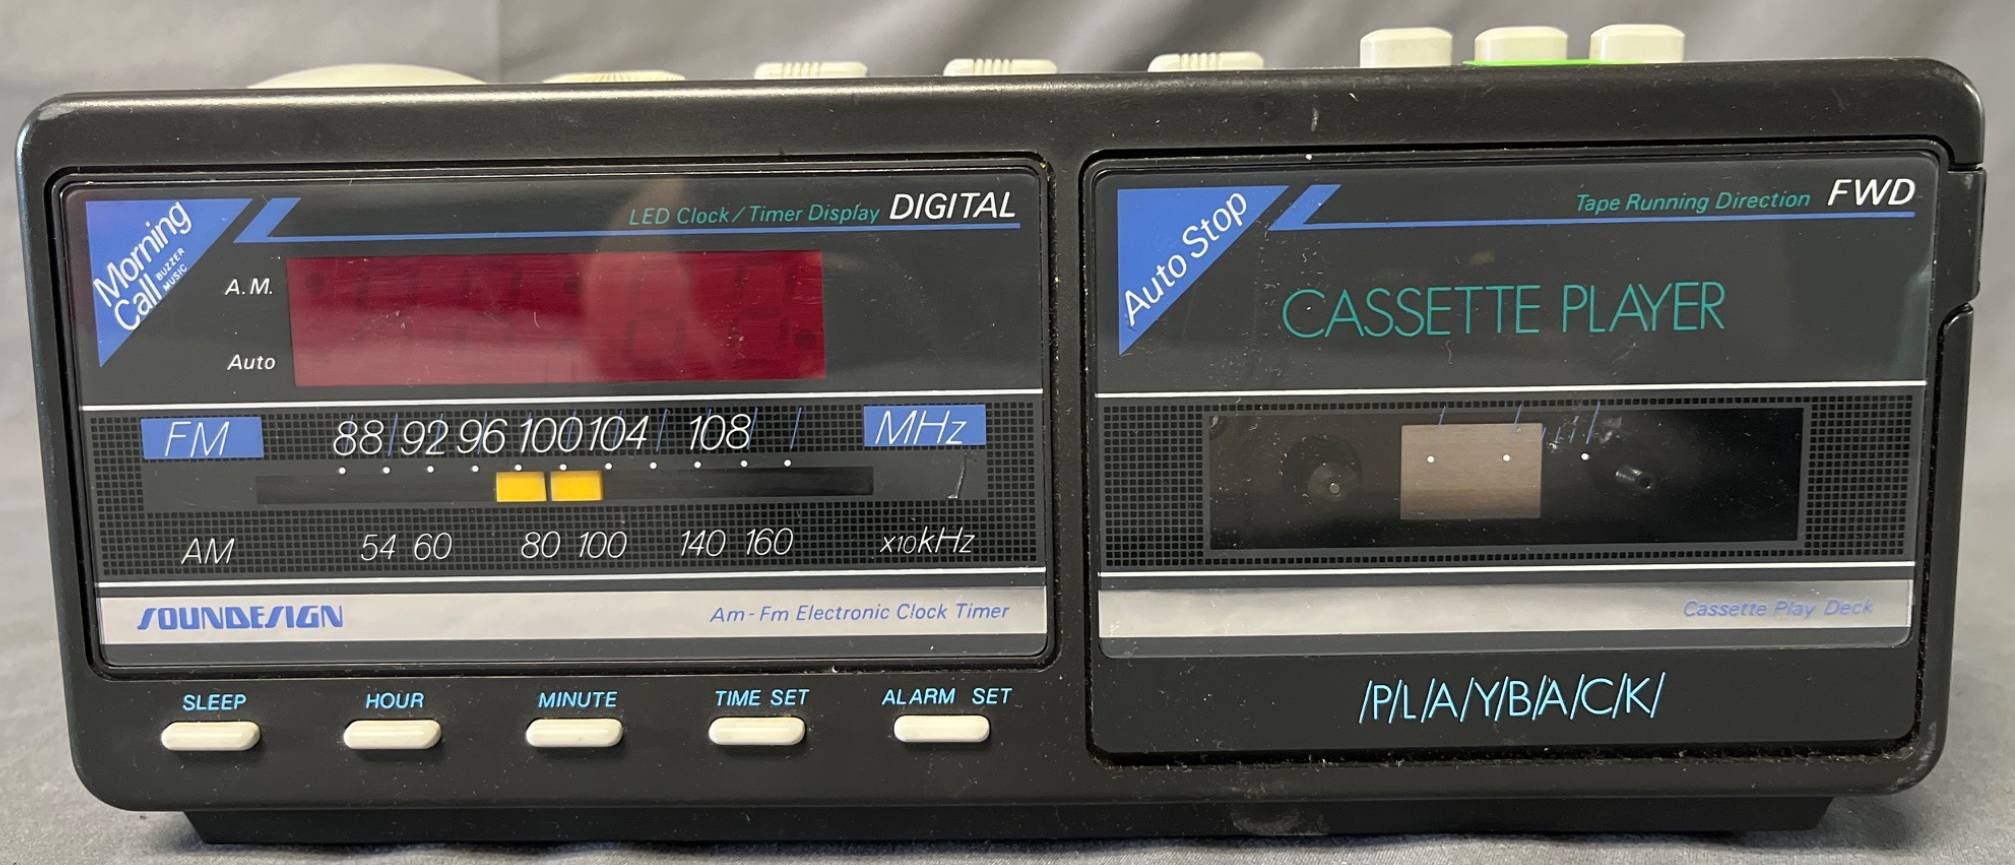 Morning
Call
BUZZER
MUSIC
LED Clock / Timer Display DIGITAL
A.M.
Auto
FM 88 92 96 100 104 108 MHz
AM 54 60 80 100 140 160 x10kHz
SOUNDESIGN Am-Fm Electronic Clock Timer
SLEEP HOUR MINUTE TIME SET ALARM SET
Auto Stop
Tape Running Direction FWD
CASSETTE PLAYER
Cassette Play Deck
/P/L/A/Y/B/A/C/K/